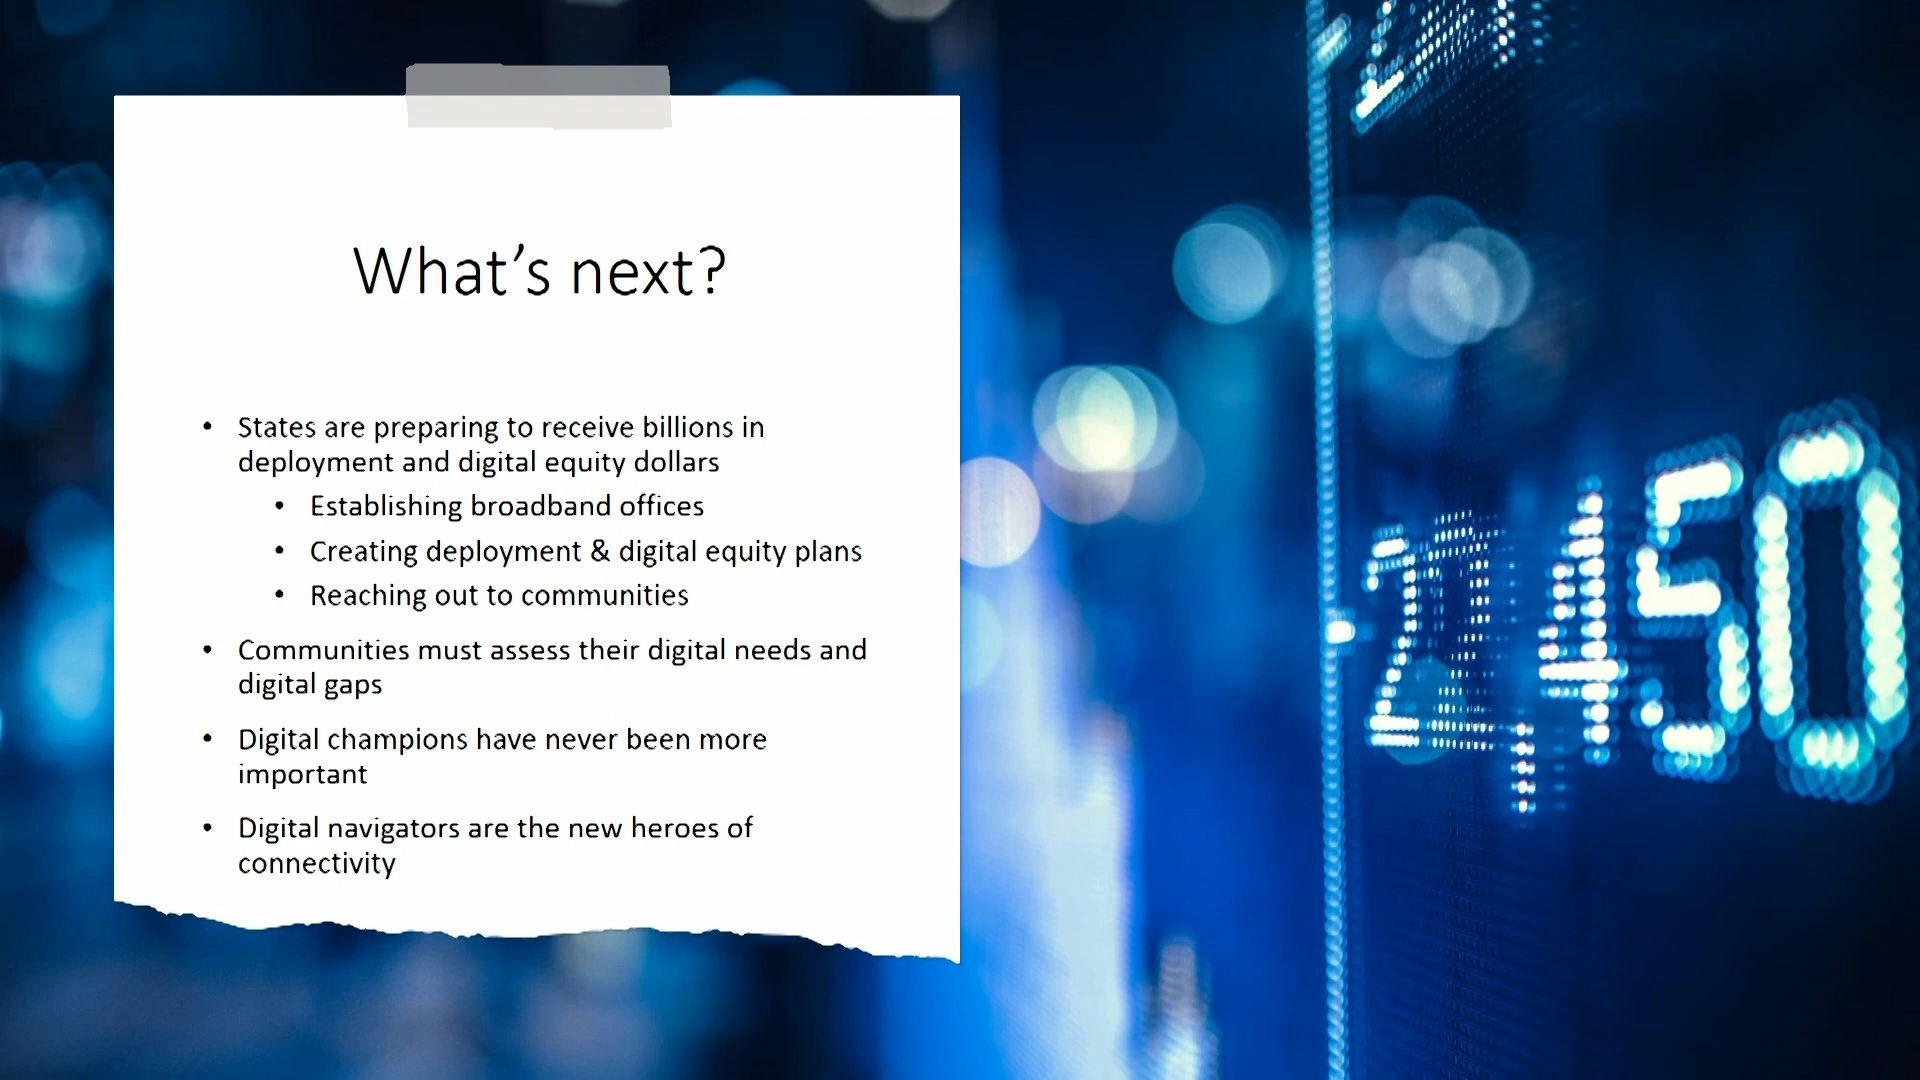 What's next?
• States are preparing to receive billions in
deployment and digital equity dollars
• Establishing broadband offices
• Creating deployment & digital equity plans
• Reaching out to communities
• Communities must assess their digital needs and
digital gaps
• Digital champions have never been more
important
• Digital navigators are the new heroes of
connectivity